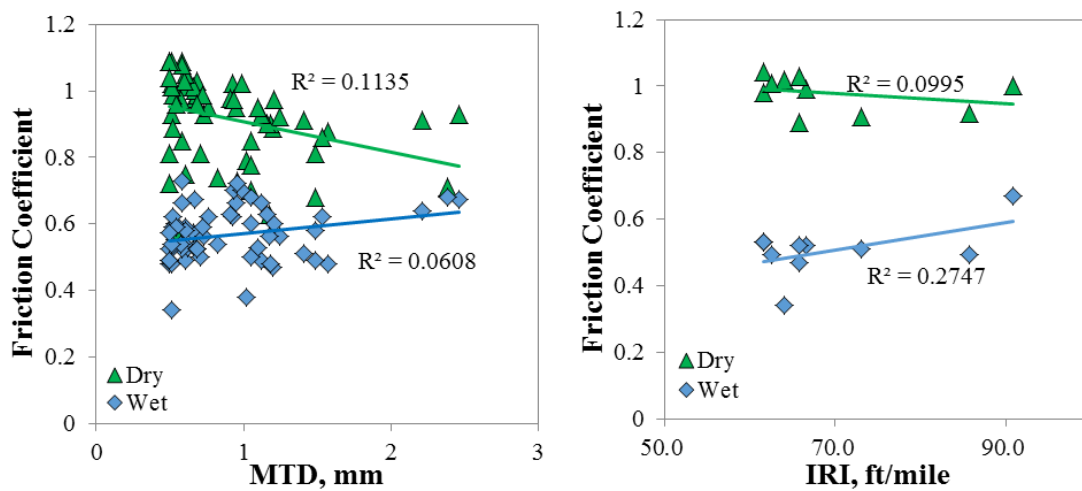 1.2
1
0.8
0.6
0.4
0.2
0
Friction Coefficient
R² = 0.1135
R² = 0.0608
Dry
Wet
0
1
2
3
MTD, mm
1.2
1
0.8
0.6
0.4
0.2
0
Friction Coefficient
R² = 0.0995
R² = 0.2747
Dry
Wet
50.0
70.0
90.0
IRI, ft/mile